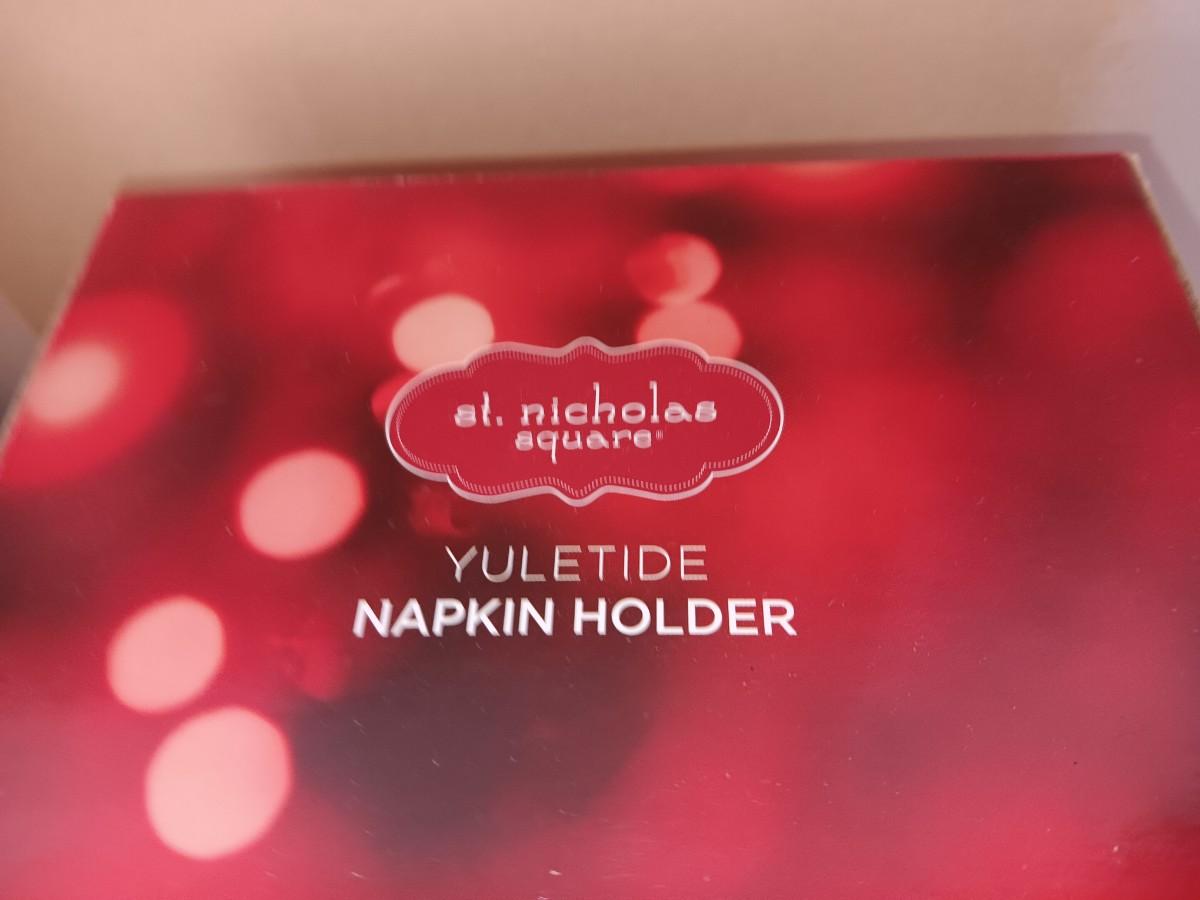 st. nicholas
square®
YULETIDE
NAPKIN HOLDER